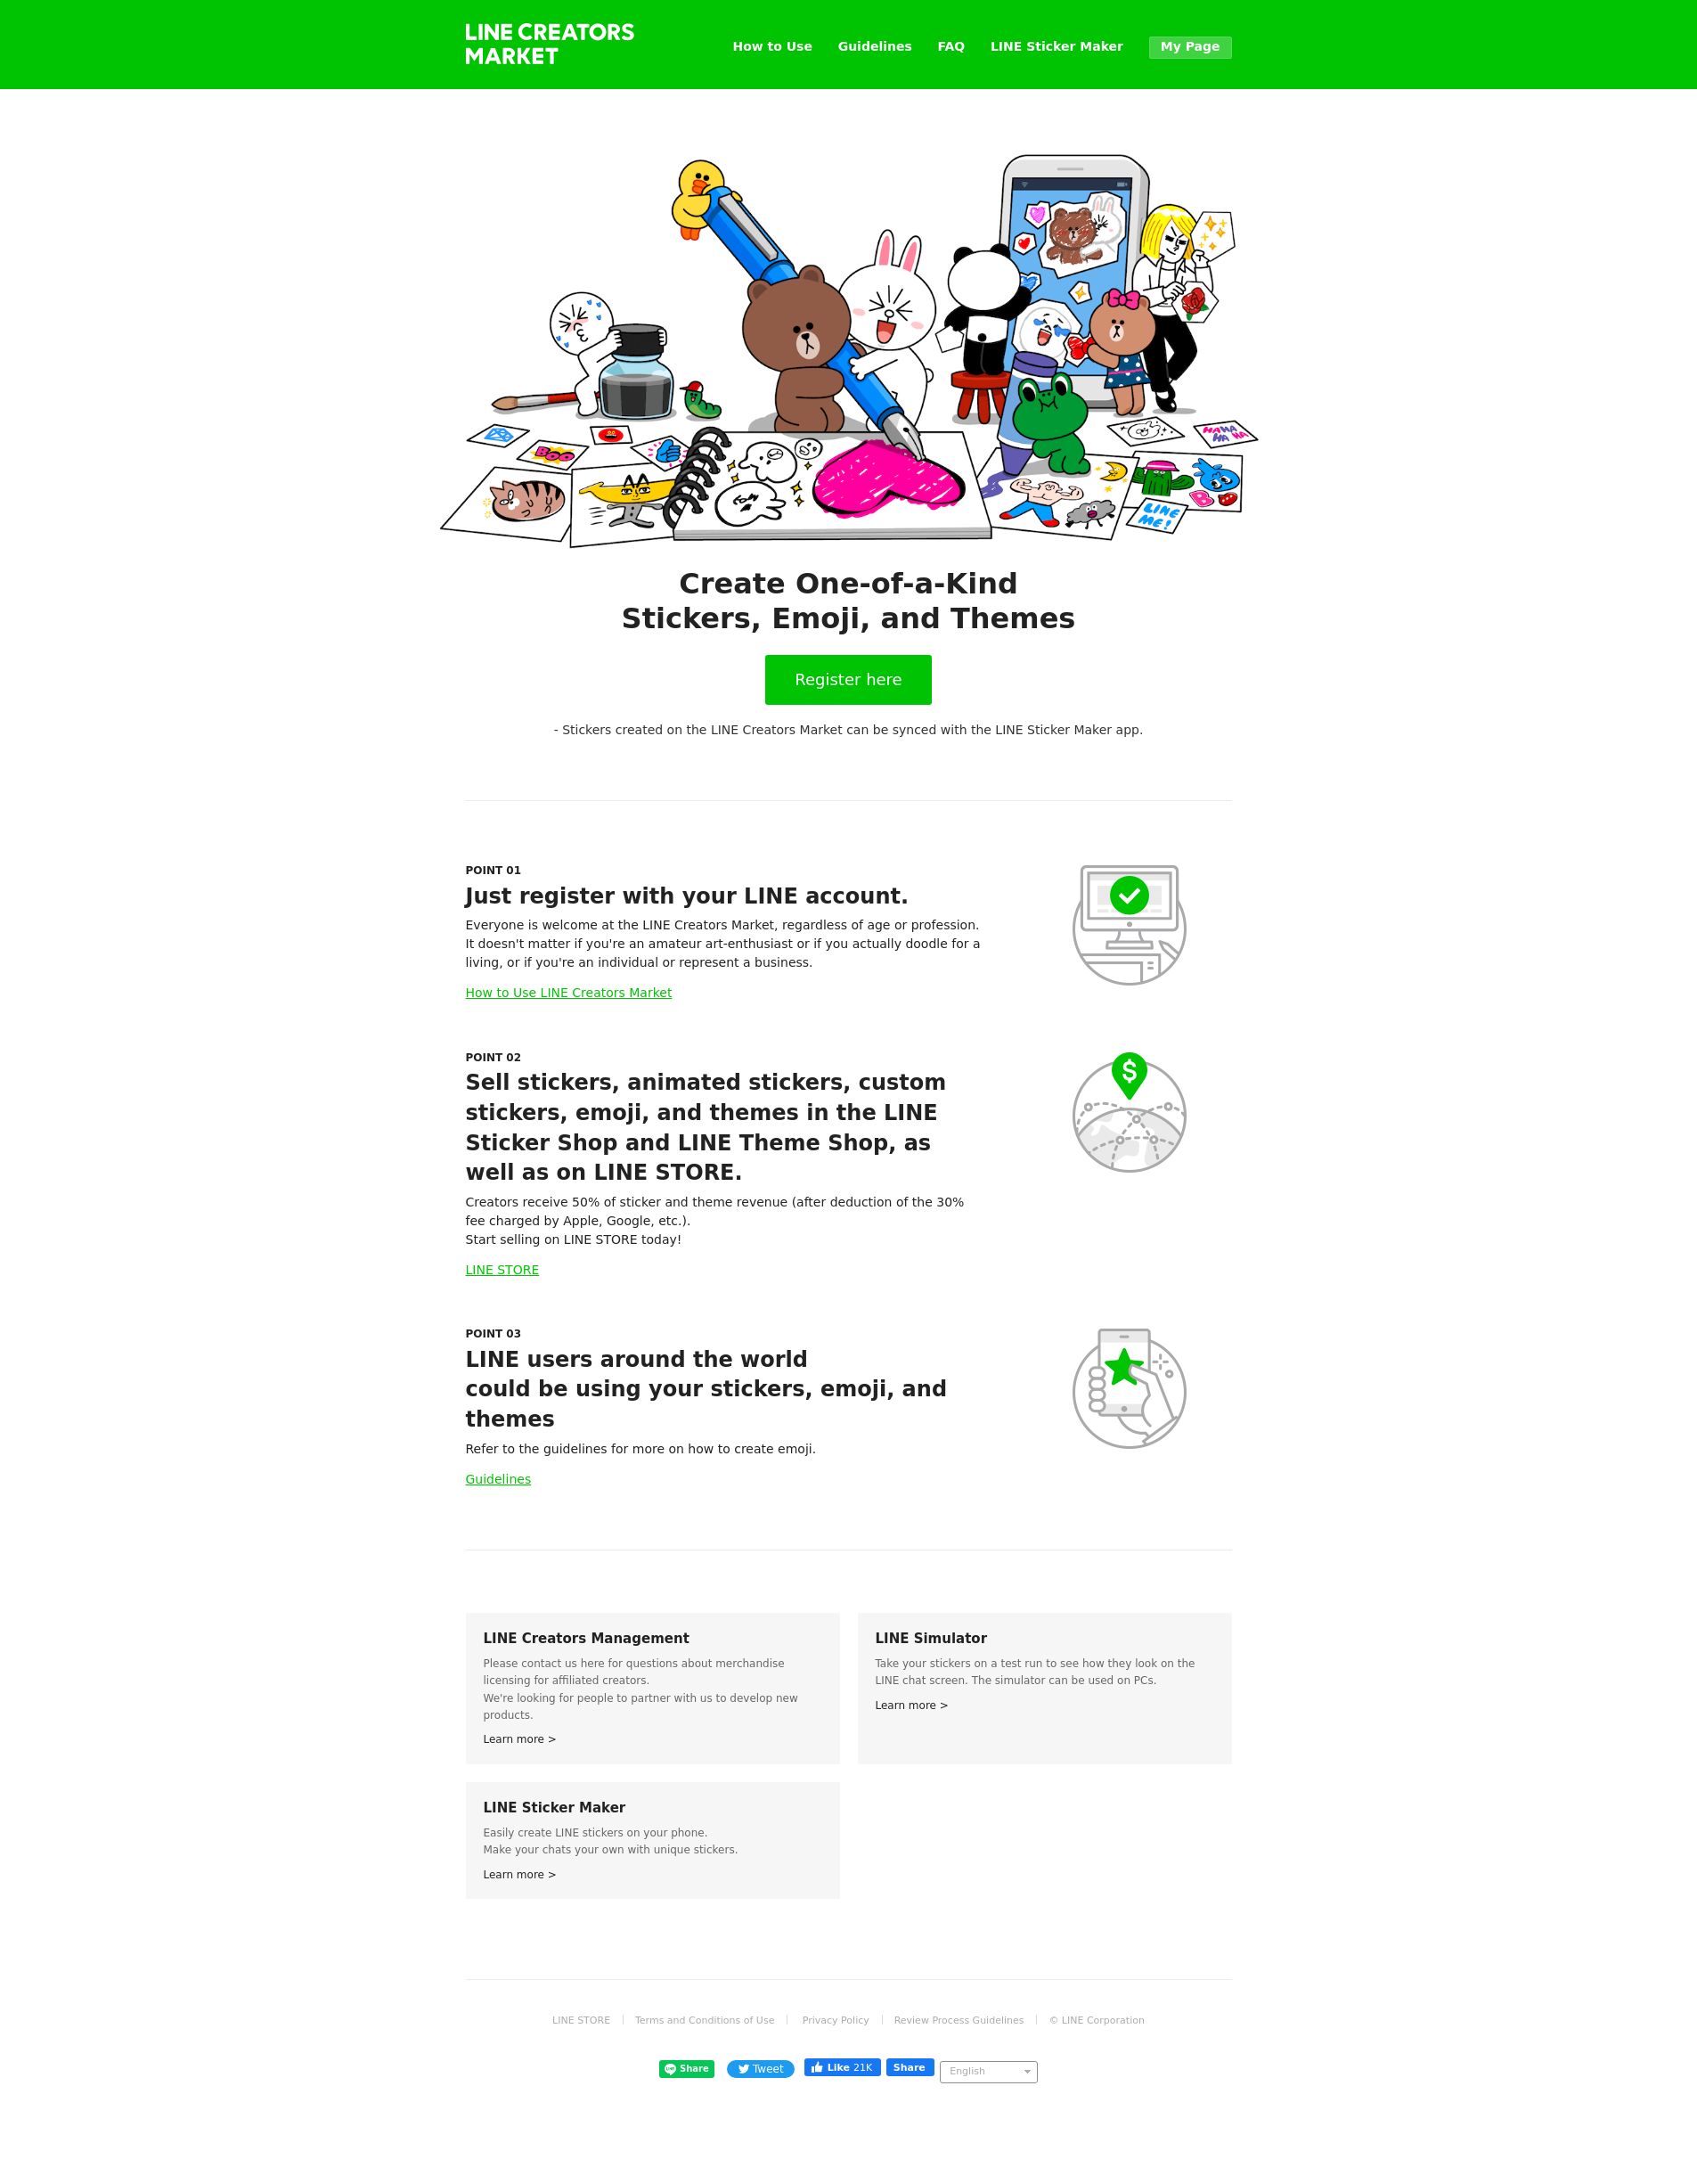 LINE CREATORS
MARKET
How to Use
Guidelines
FAQ
LINE Sticker Maker
My Page
BOO
HAHA
HA HA
LINE
ME!
Create One-of-a-Kind
Stickers, Emoji, and Themes
Register here
- Stickers created on the LINE Creators Market can be synced with the LINE Sticker Maker app.
POINT 01
Just register with your LINE account.
Everyone is welcome at the LINE Creators Market, regardless of age or profession.
It doesn't matter if you're an amateur art-enthusiast or if you actually doodle for a
living, or if you're an individual or represent a business.
How to Use LINE Creators Market
POINT 02
$
Sell stickers, animated stickers, custom
stickers, emoji, and themes in the LINE
Sticker Shop and LINE Theme Shop, as
well as on LINE STORE.
Creators receive 50% of sticker and theme revenue (after deduction of the 30%
fee charged by Apple, Google, etc.).
Start selling on LINE STORE today!
LINE STORE
POINT 03
LINE users around the world
could be using your stickers, emoji, and
themes
Refer to the guidelines for more on how to create emoji.
Guidelines
LINE Creators Management
Please contact us here for questions about merchandise
licensing for affiliated creators.
We're looking for people to partner with us to develop new
products.
Learn more >
LINE Simulator
Take your stickers on a test run to see how they look on the
LINE chat screen. The simulator can be used on PCs.
Learn more >
LINE Sticker Maker
Easily create LINE stickers on your phone.
Make your chats your own with unique stickers.
Learn more >
LINE STORE
Terms and Conditions of Use
Privacy Policy
Review Process Guidelines
© LINE Corporation
Share
Tweet
Like 21K
Share
English